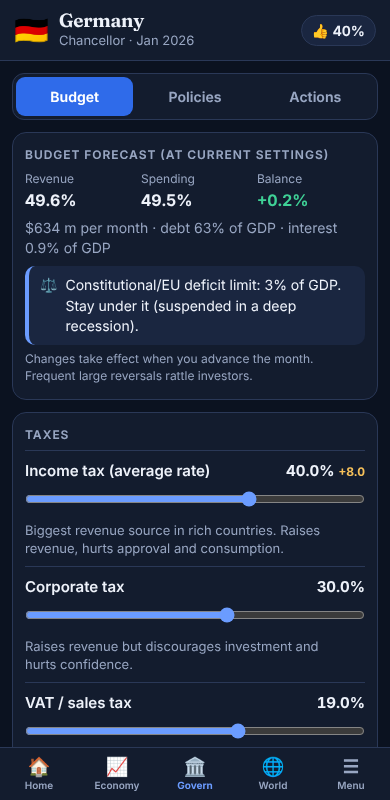 Germany
Chancellor · Jan 2026
👍 40%
Budget
Policies
Actions
BUDGET FORECAST (AT CURRENT SETTINGS)
Revenue
Spending
Balance
49.6%
49.5%
+0.2%
$634 m per month · debt 63% of GDP · interest
0.9% of GDP
Constitutional/EU deficit limit: 3% of GDP.
Stay under it (suspended in a deep
recession).
Changes take effect when you advance the month.
Frequent large reversals rattle investors.
TAXES
Income tax (average rate) 40.0% +8.0
Biggest revenue source in rich countries. Raises
revenue, hurts approval and consumption.
Corporate tax 30.0%
Raises revenue but discourages investment and
hurts confidence.
VAT / sales tax 19.0%
Home
Economy
Govern
World
Menu